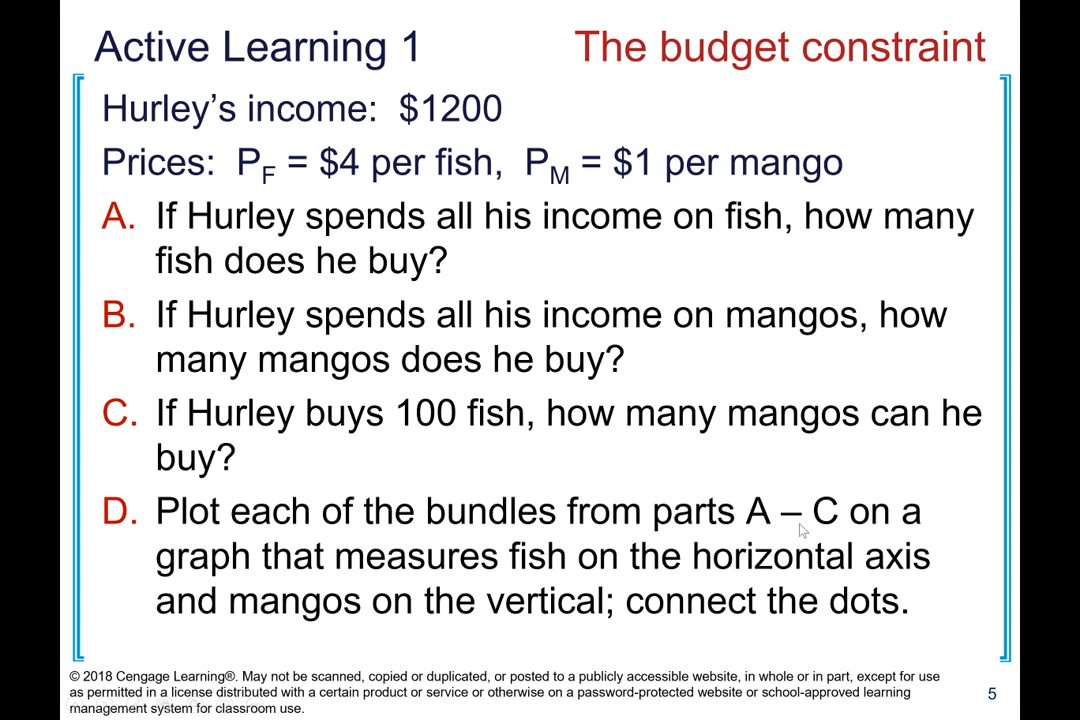 Active Learning 1 The budget constraint
Hurley’s income: $1200
Prices: PF = $4 per fish, PM = $1 per mango
A. If Hurley spends all his income on fish, how many
fish does he buy?
B. If Hurley spends all his income on mangos, how
many mangos does he buy?
C. If Hurley buys 100 fish, how many mangos can he
buy?
D. Plot each of the bundles from parts A – C on a
graph that measures fish on the horizontal axis
and mangos on the vertical; connect the dots.
© 2018 Cengage Learning®. May not be scanned, copied or duplicated, or posted to a publicly accessible website, in whole or in part, except for use
as permitted in a license distributed with a certain product or service or otherwise on a password-protected website or school-approved learning
management system for classroom use.
5